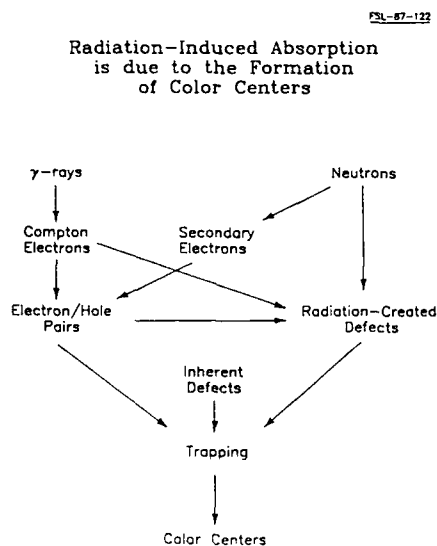 FSL-87-122
Radiation-Induced Absorption
is due to the Formation
of Color Centers
γ-rays
Neutrons
Compton
Electrons
Secondary
Electrons
Electron/Hole
Pairs
Radiation-Created
Defects
Inherent
Defects
Trapping
Color Centers